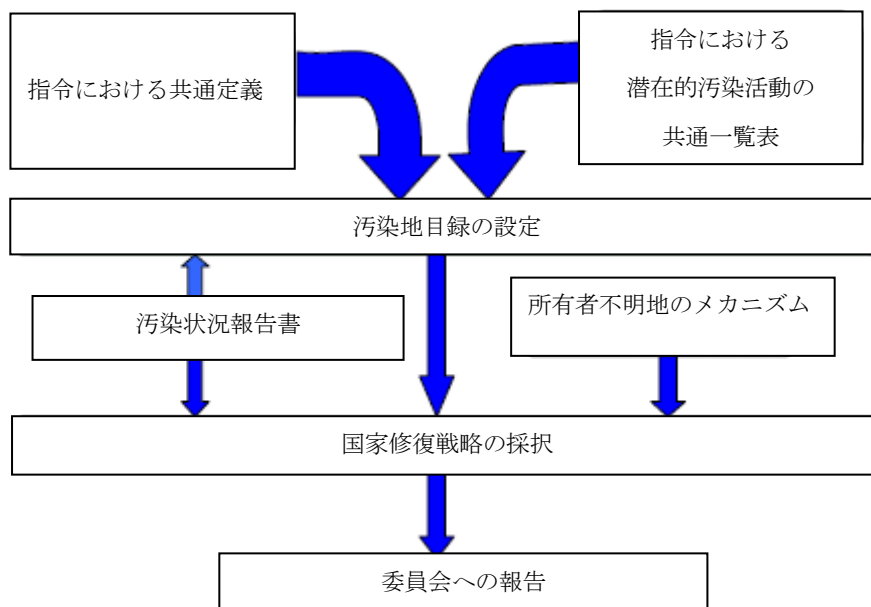 指令における共通定義
指令における
潜在的汚染活動の
共通一覧表
汚染地目録の設定
汚染状況報告書
所有者不明地のメカニズム
国家修復戦略の採択
委員会への報告